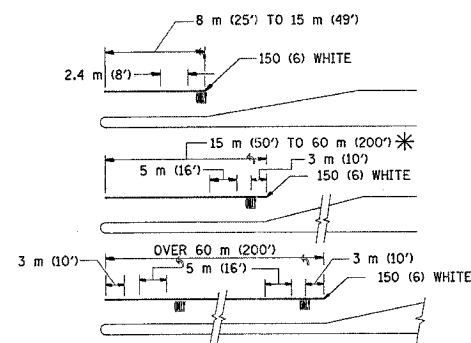 8 m (25') TO 15 m (49')
2.4 m (8')
150 (6) WHITE
15 m (50') TO 60 m (200')
5 m (16')
3 m (10')
150 (6) WHITE
OVER 60 m (200')
3 m (10')
5 m (16')
3 m (10')
150 (6) WHITE